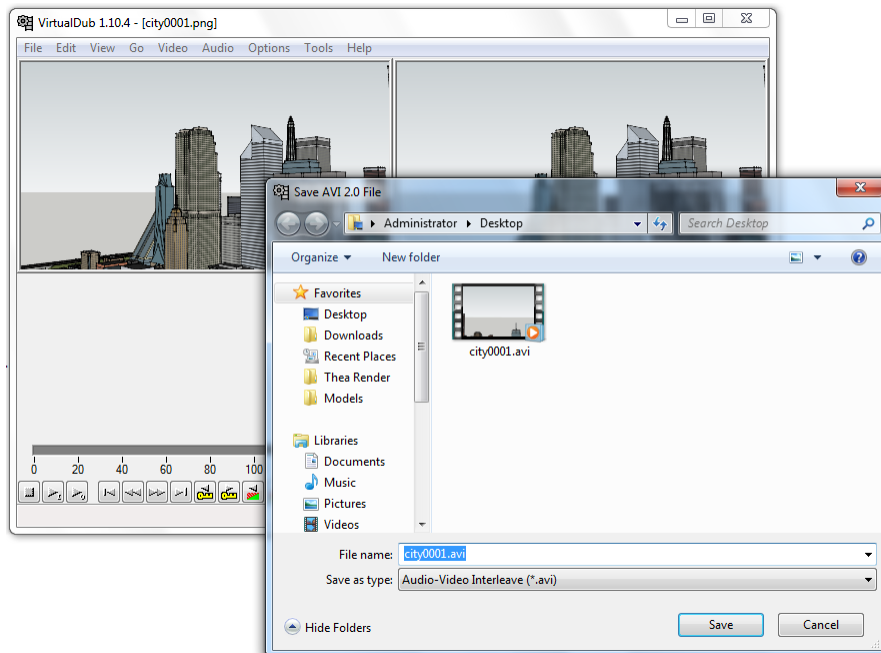 VirtualDub 1.10.4 - [city0001.png]
File Edit View Go Video Audio Options Tools Help
Save AVI 2.0 File
Administrator Desktop
Search Desktop
Organize New folder
Favorites
Desktop
Downloads
Recent Places
Thea Render
Models
Libraries
Documents
Music
Pictures
Videos
city0001.avi
0 20 40 60 80 100
File name: city0001.avi
Save as type: Audio-Video Interleave (*.avi)
Hide Folders
Save Cancel